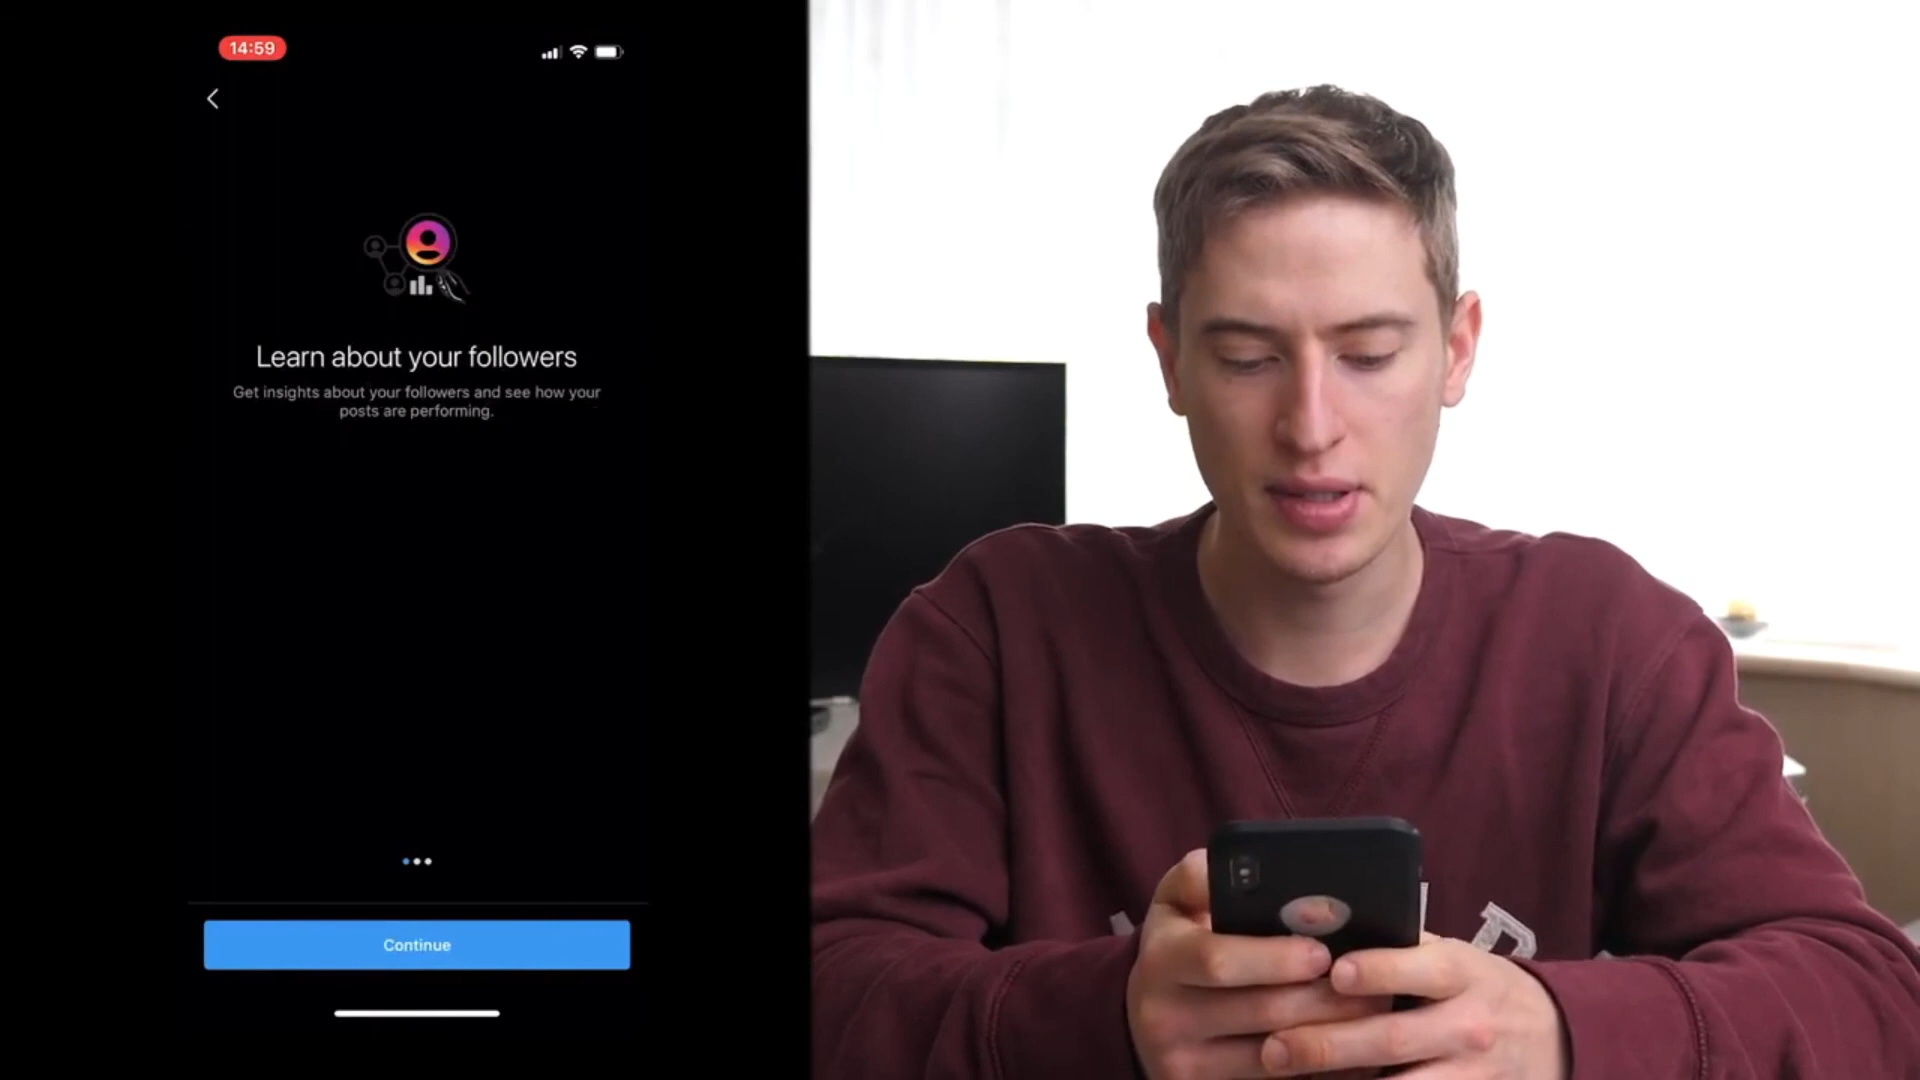 14:59
Learn about your followers
Get insights about your followers and see how your
posts are performing.
Continue